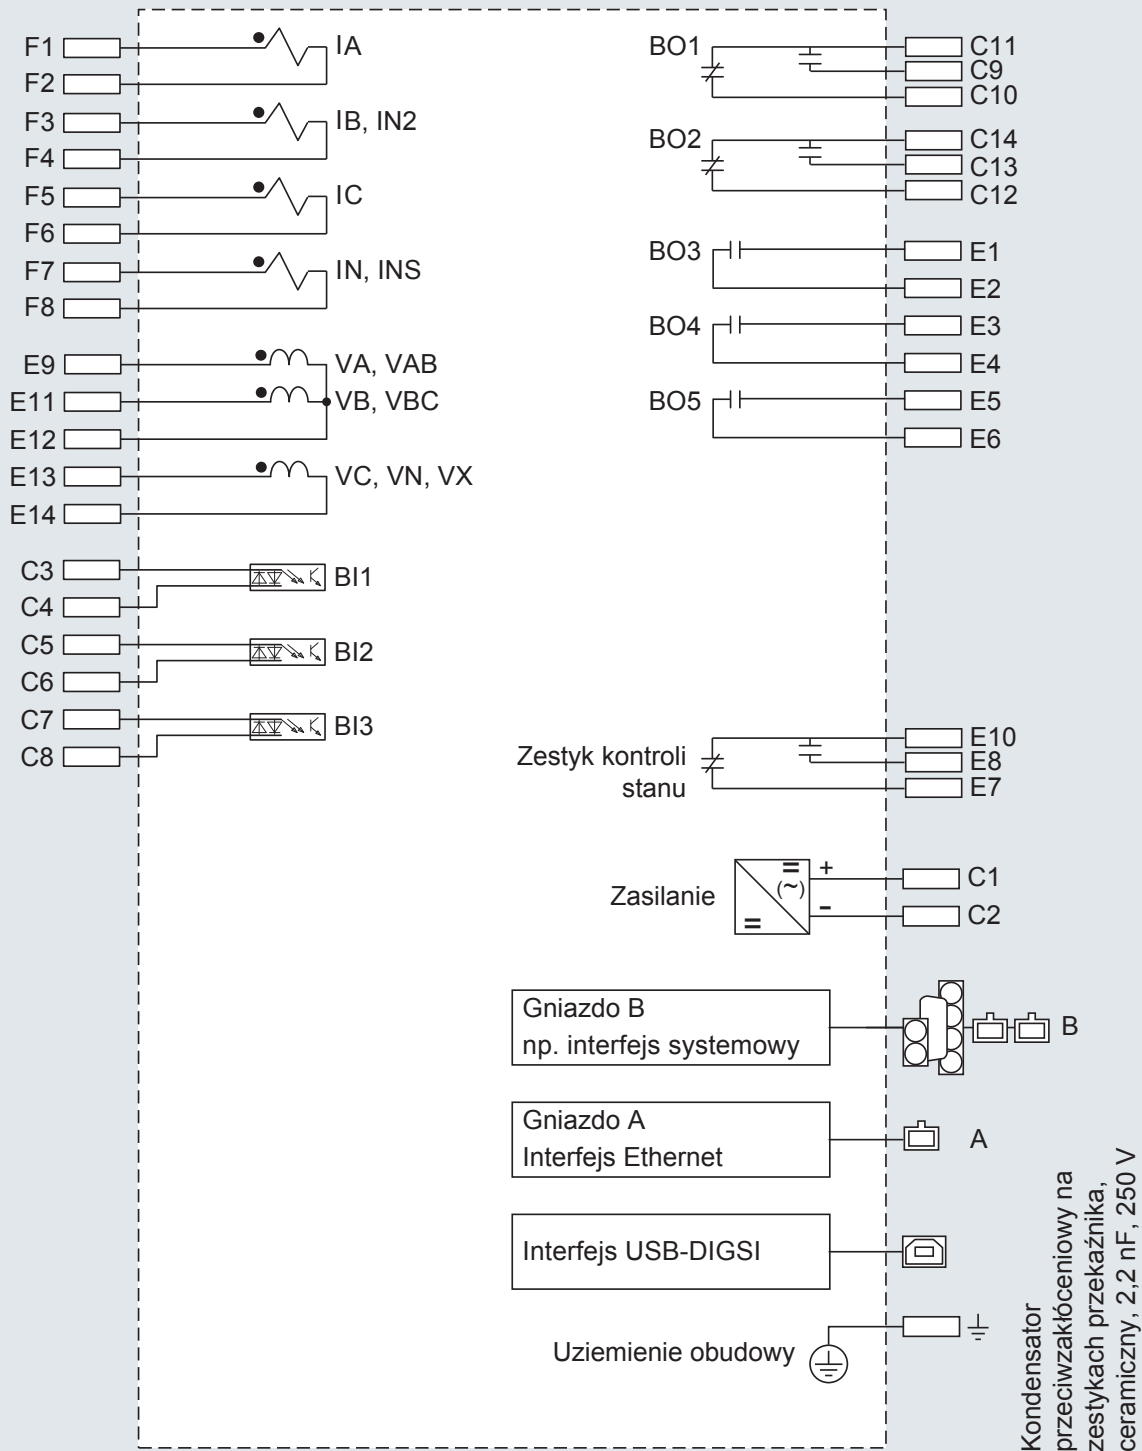 F1
IA
F2
F3
IB, IN2
F4
F5
IC
F6
F7
IN, INS
F8
E9
VA, VAB
E11
VB, VBC
E12
E13
VC, VN, VX
E14
C3
BI1
C4
C5
BI2
C6
C7
BI3
C8
BO1
C11
C9
C10
BO2
C14
C13
C12
BO3
E1
E2
BO4
E3
E4
BO5
E5
E6
Zestyk kontroli
stanu
E10
E8
E7
Zasilanie
=
(~)
=
+
-
C1
C2
Gniazdo B
np. interfejs systemowy
B
Gniazdo A
Interfejs Ethernet
A
Interfejs USB-DIGSI
Uziemienie obudowy
Kondensator
przeciwzakłóceniowy na
zestykach przekaźnika,
ceramiczny, 2,2 nF, 250 V